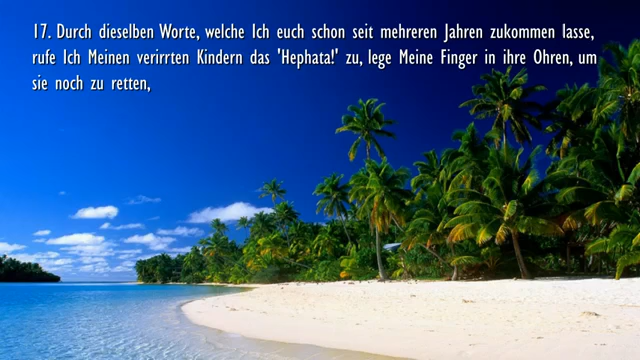 17. Durch dieselben Worte, welche Ich euch schon seit mehreren Jahren zukommen lasse,
rufe Ich Meinen verirrten Kindern das 'Hephata!' zu, lege Meine Finger in ihre Ohren, um
sie noch zu retten,